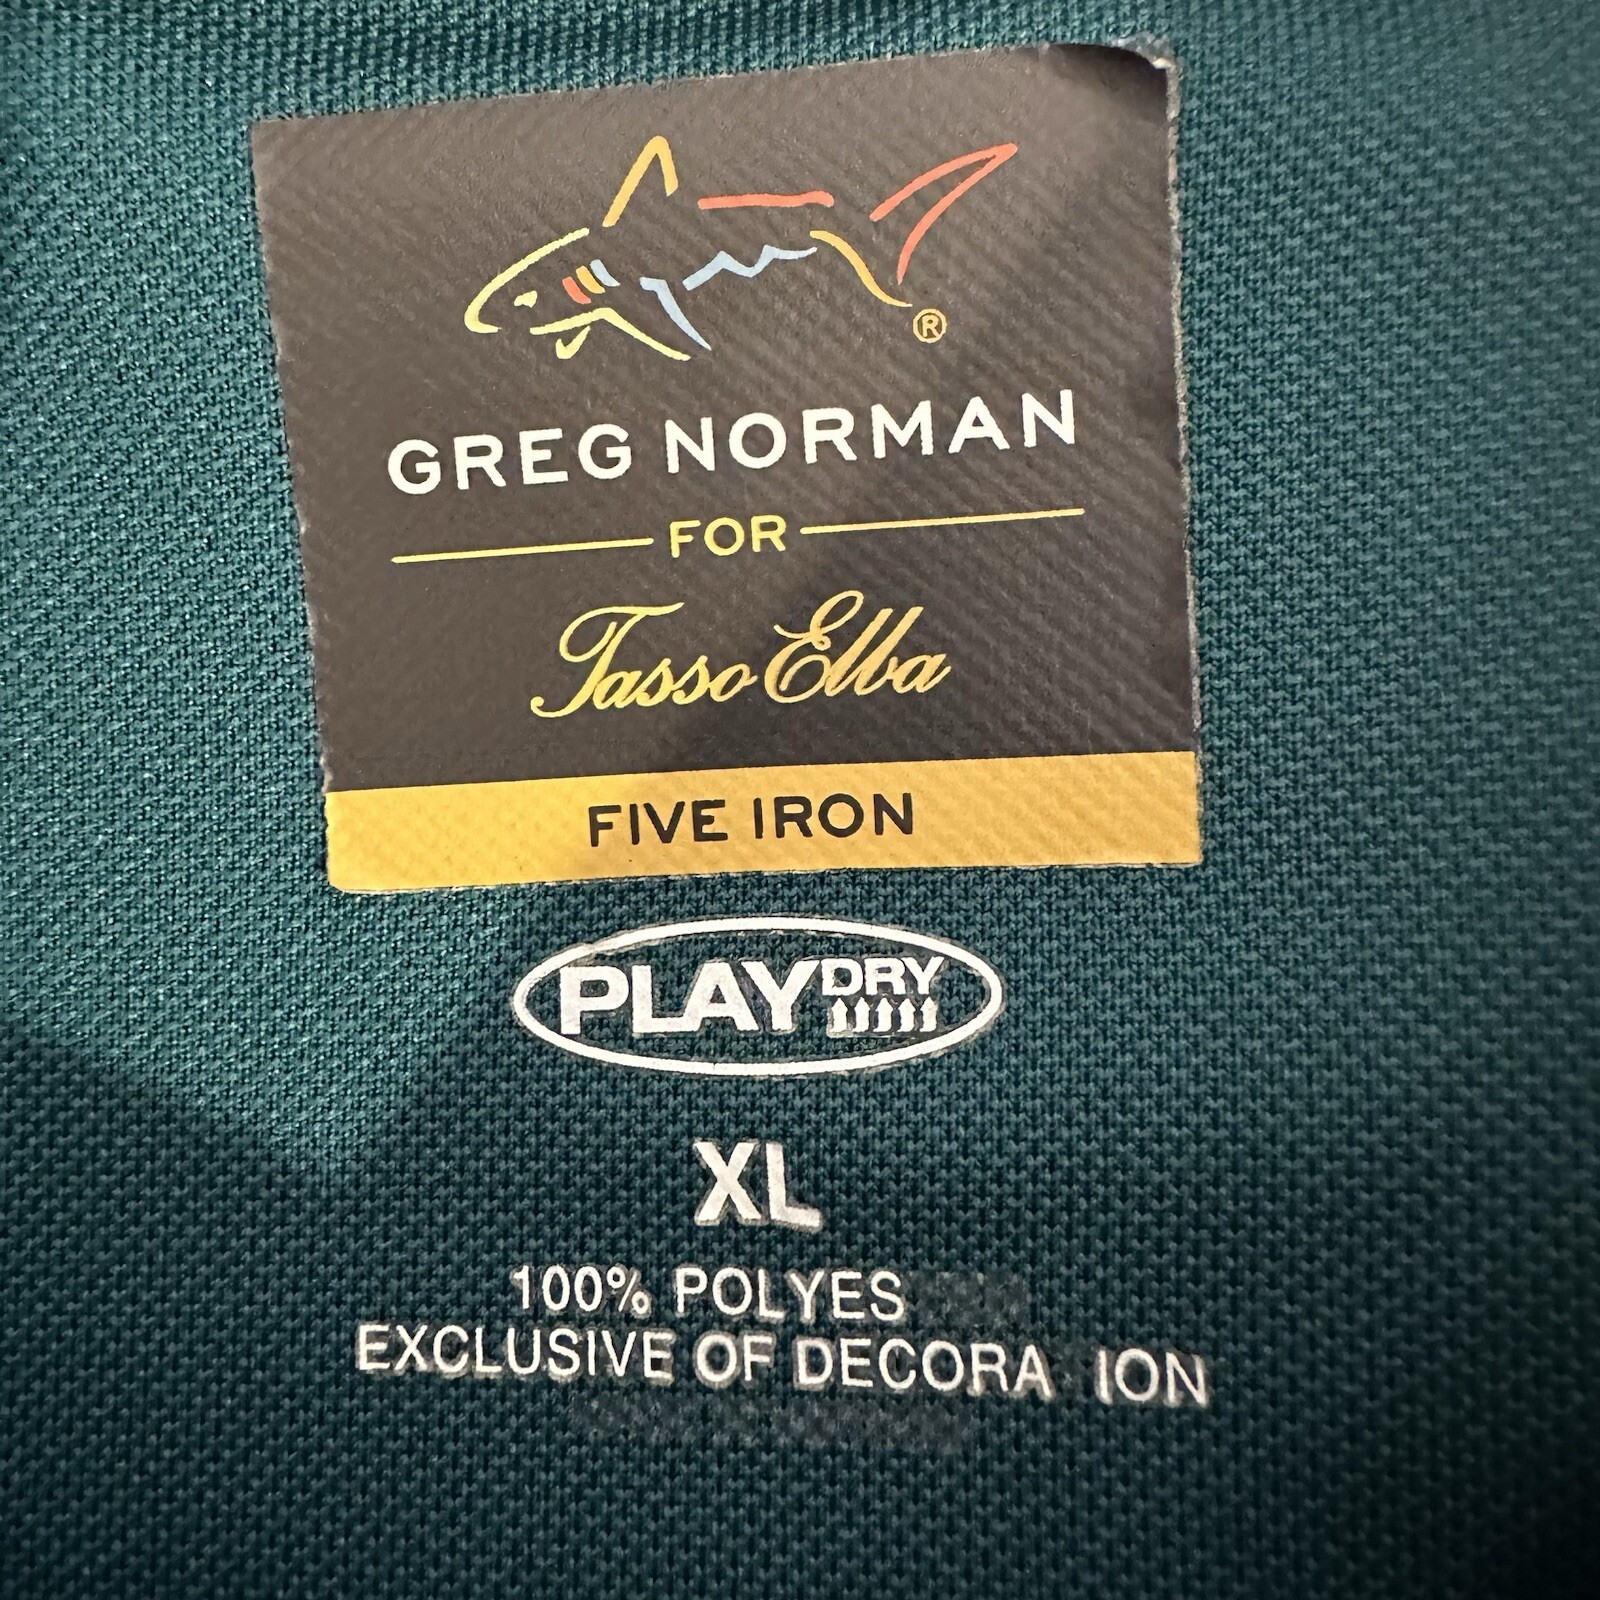 ®
GREG NORMAN
FOR
Tasso Elba
FIVE IRON
PLAY DRY
XL
100% POLYES
EXCLUSIVE OF DECORA ION